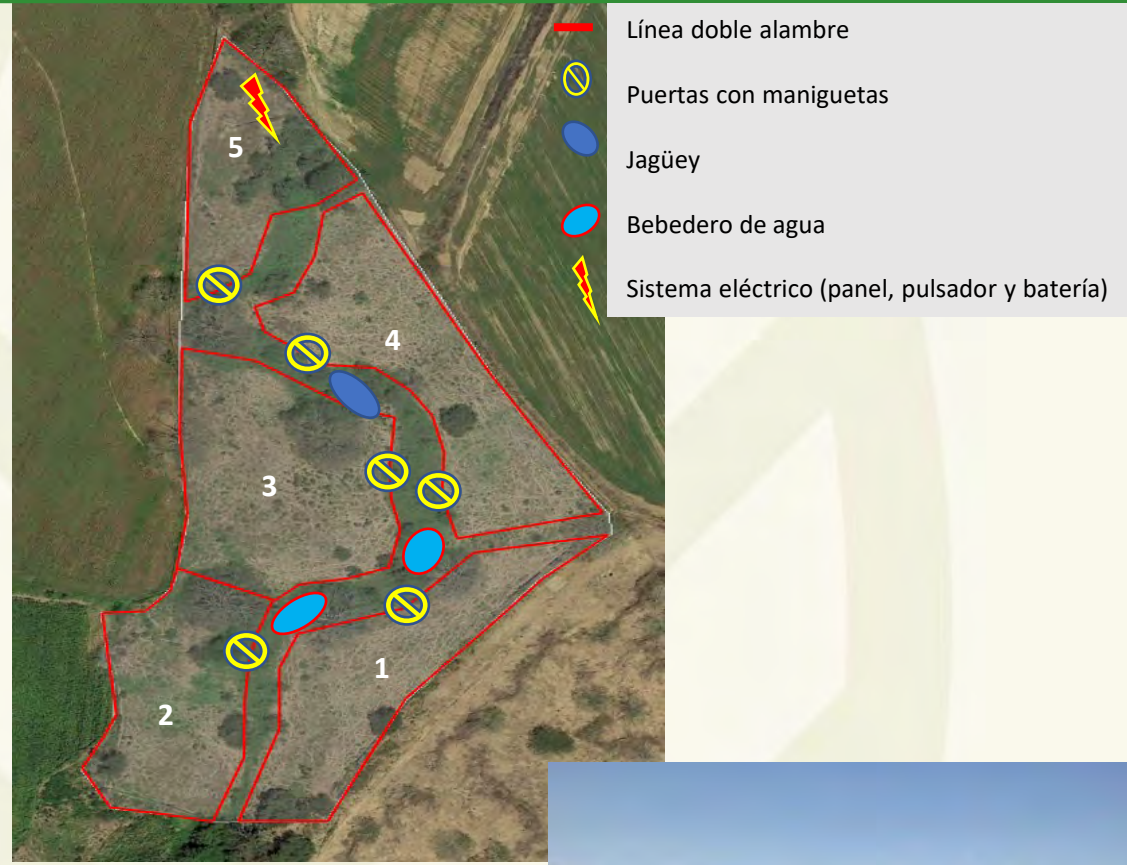 Línea doble alambre
Puertas con maniguetas
Jagüey
Bebedero de agua
Sistema eléctrico (panel, pulsador y batería)
5
4
3
1
2